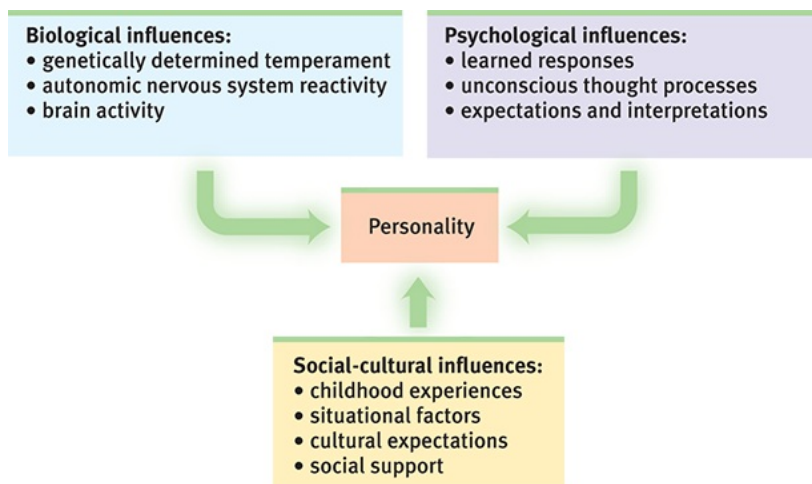 Biological influences:
• genetically determined temperament
• autonomic nervous system reactivity
• brain activity
Psychological influences:
• learned responses
• unconscious thought processes
• expectations and interpretations
Personality
Social-cultural influences:
• childhood experiences
• situational factors
• cultural expectations
• social support